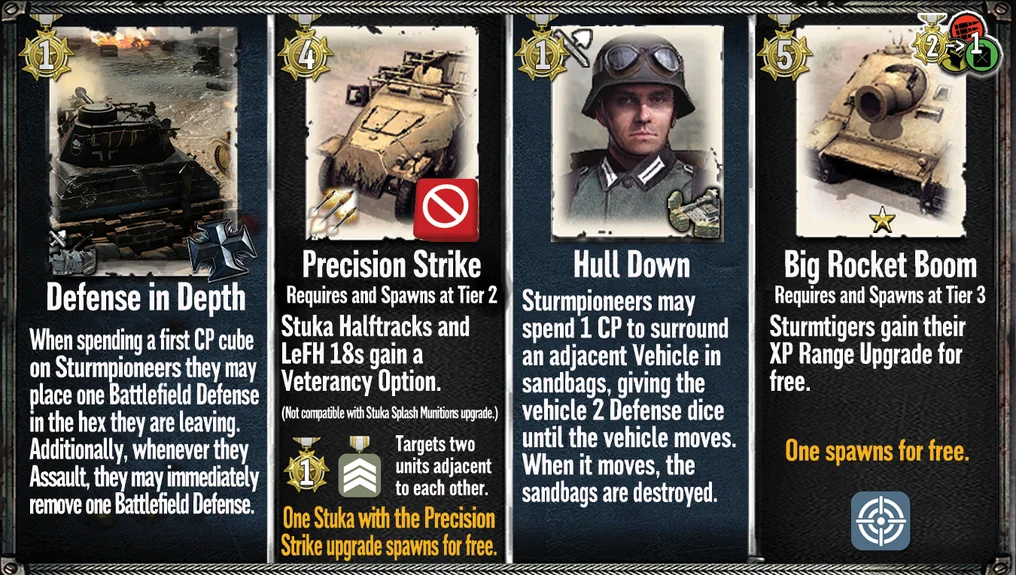 1
Defense in Depth
When spending a first CP cube
on Sturmpioneers they may
place one Battlefield Defense
in the hex they are leaving.
Additionally, whenever they
Assault, they may immediately
remove one Battlefield Defense.
4
Precision Strike
Requires and Spawns at Tier 2
Stuka Halftracks and
LeFH 18s gain a
Veterancy Option.
(Not compatible with Stuka Splash Munitions upgrade.)
1
Targets two
units adjacent
to each other.
One Stuka with the Precision
Strike upgrade spawns for free.
1
Hull Down
Sturmpioneers may
spend 1 CP to surround
an adjacent Vehicle in
sandbags, giving the
vehicle 2 Defense dice
until the vehicle moves.
When it moves, the
sandbags are destroyed.
5
2->1
Big Rocket Boom
Requires and Spawns at Tier 3
Sturmtigers gain their
XP Range Upgrade for
free.
One spawns for free.